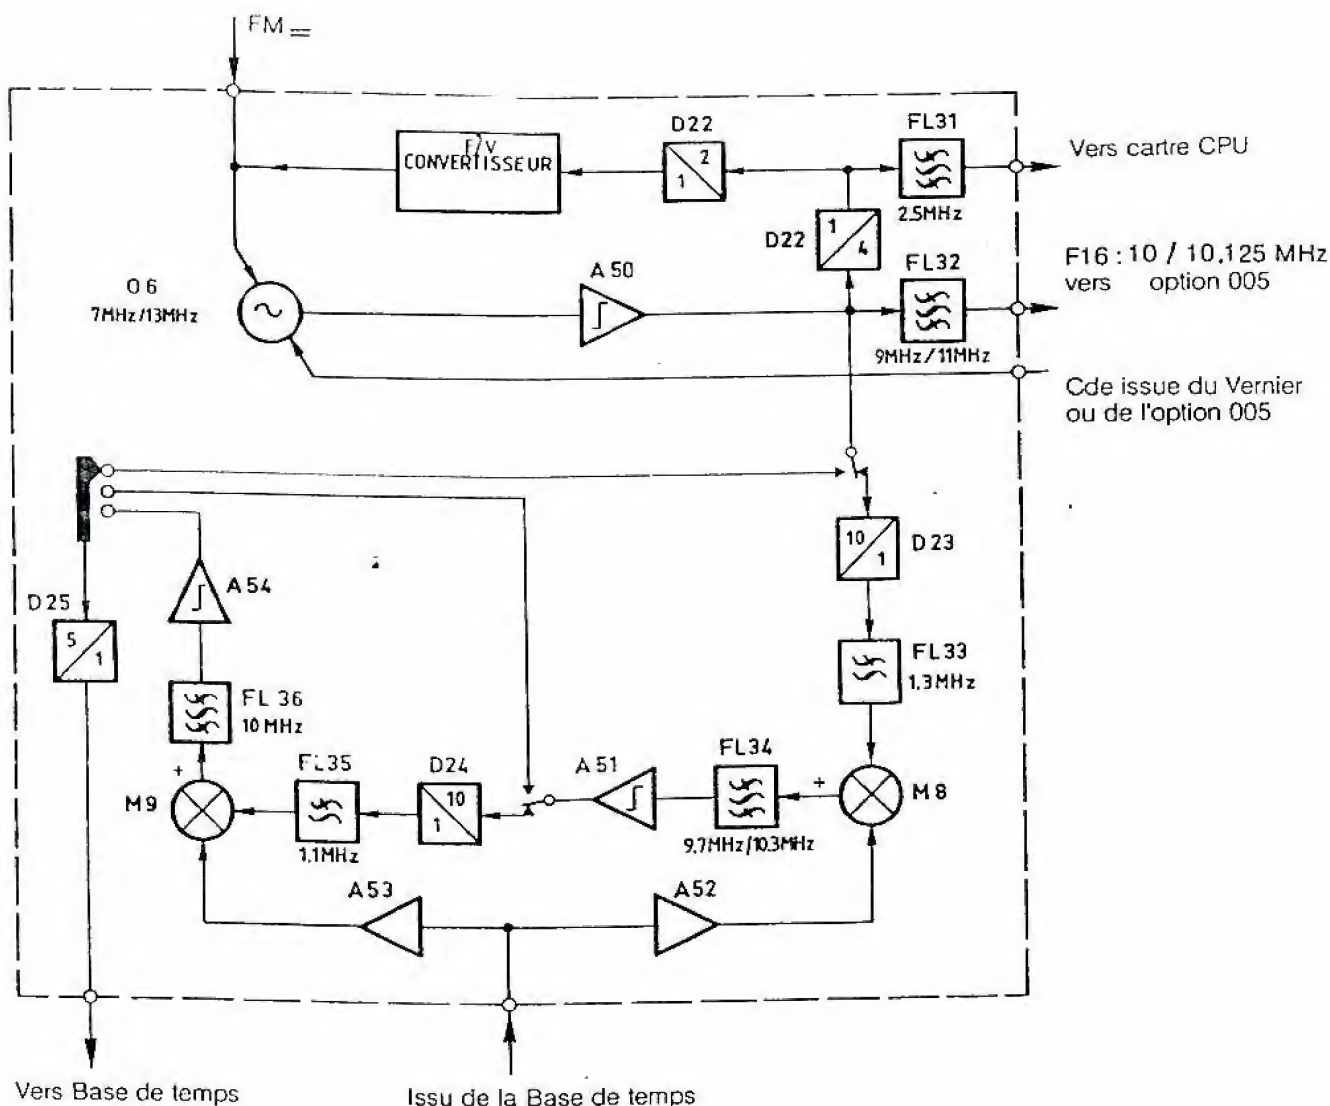 FM
D22
FL31
F/V
CONVERTISSEUR
2
1
Vers cartre CPU
2.5MHz
D22
1
4
F16 : 10 / 10,125 MHz
vers option 005
FL32
A 50
O 6
7MHz/13MHz
9MHz/11MHz
Cde issue du Vernier
ou de l'option 005
10
1
D 23
A 54
D 25
5
1
FL33
1.3MHz
FL 36
10 MHz
FL35
D24
A 51
FL34
+
+
M9
10
1
M 8
1,1MHz
9.7MHz/10.3MHz
A 53
A 52
Vers Base de temps
Issu de la Base de temps